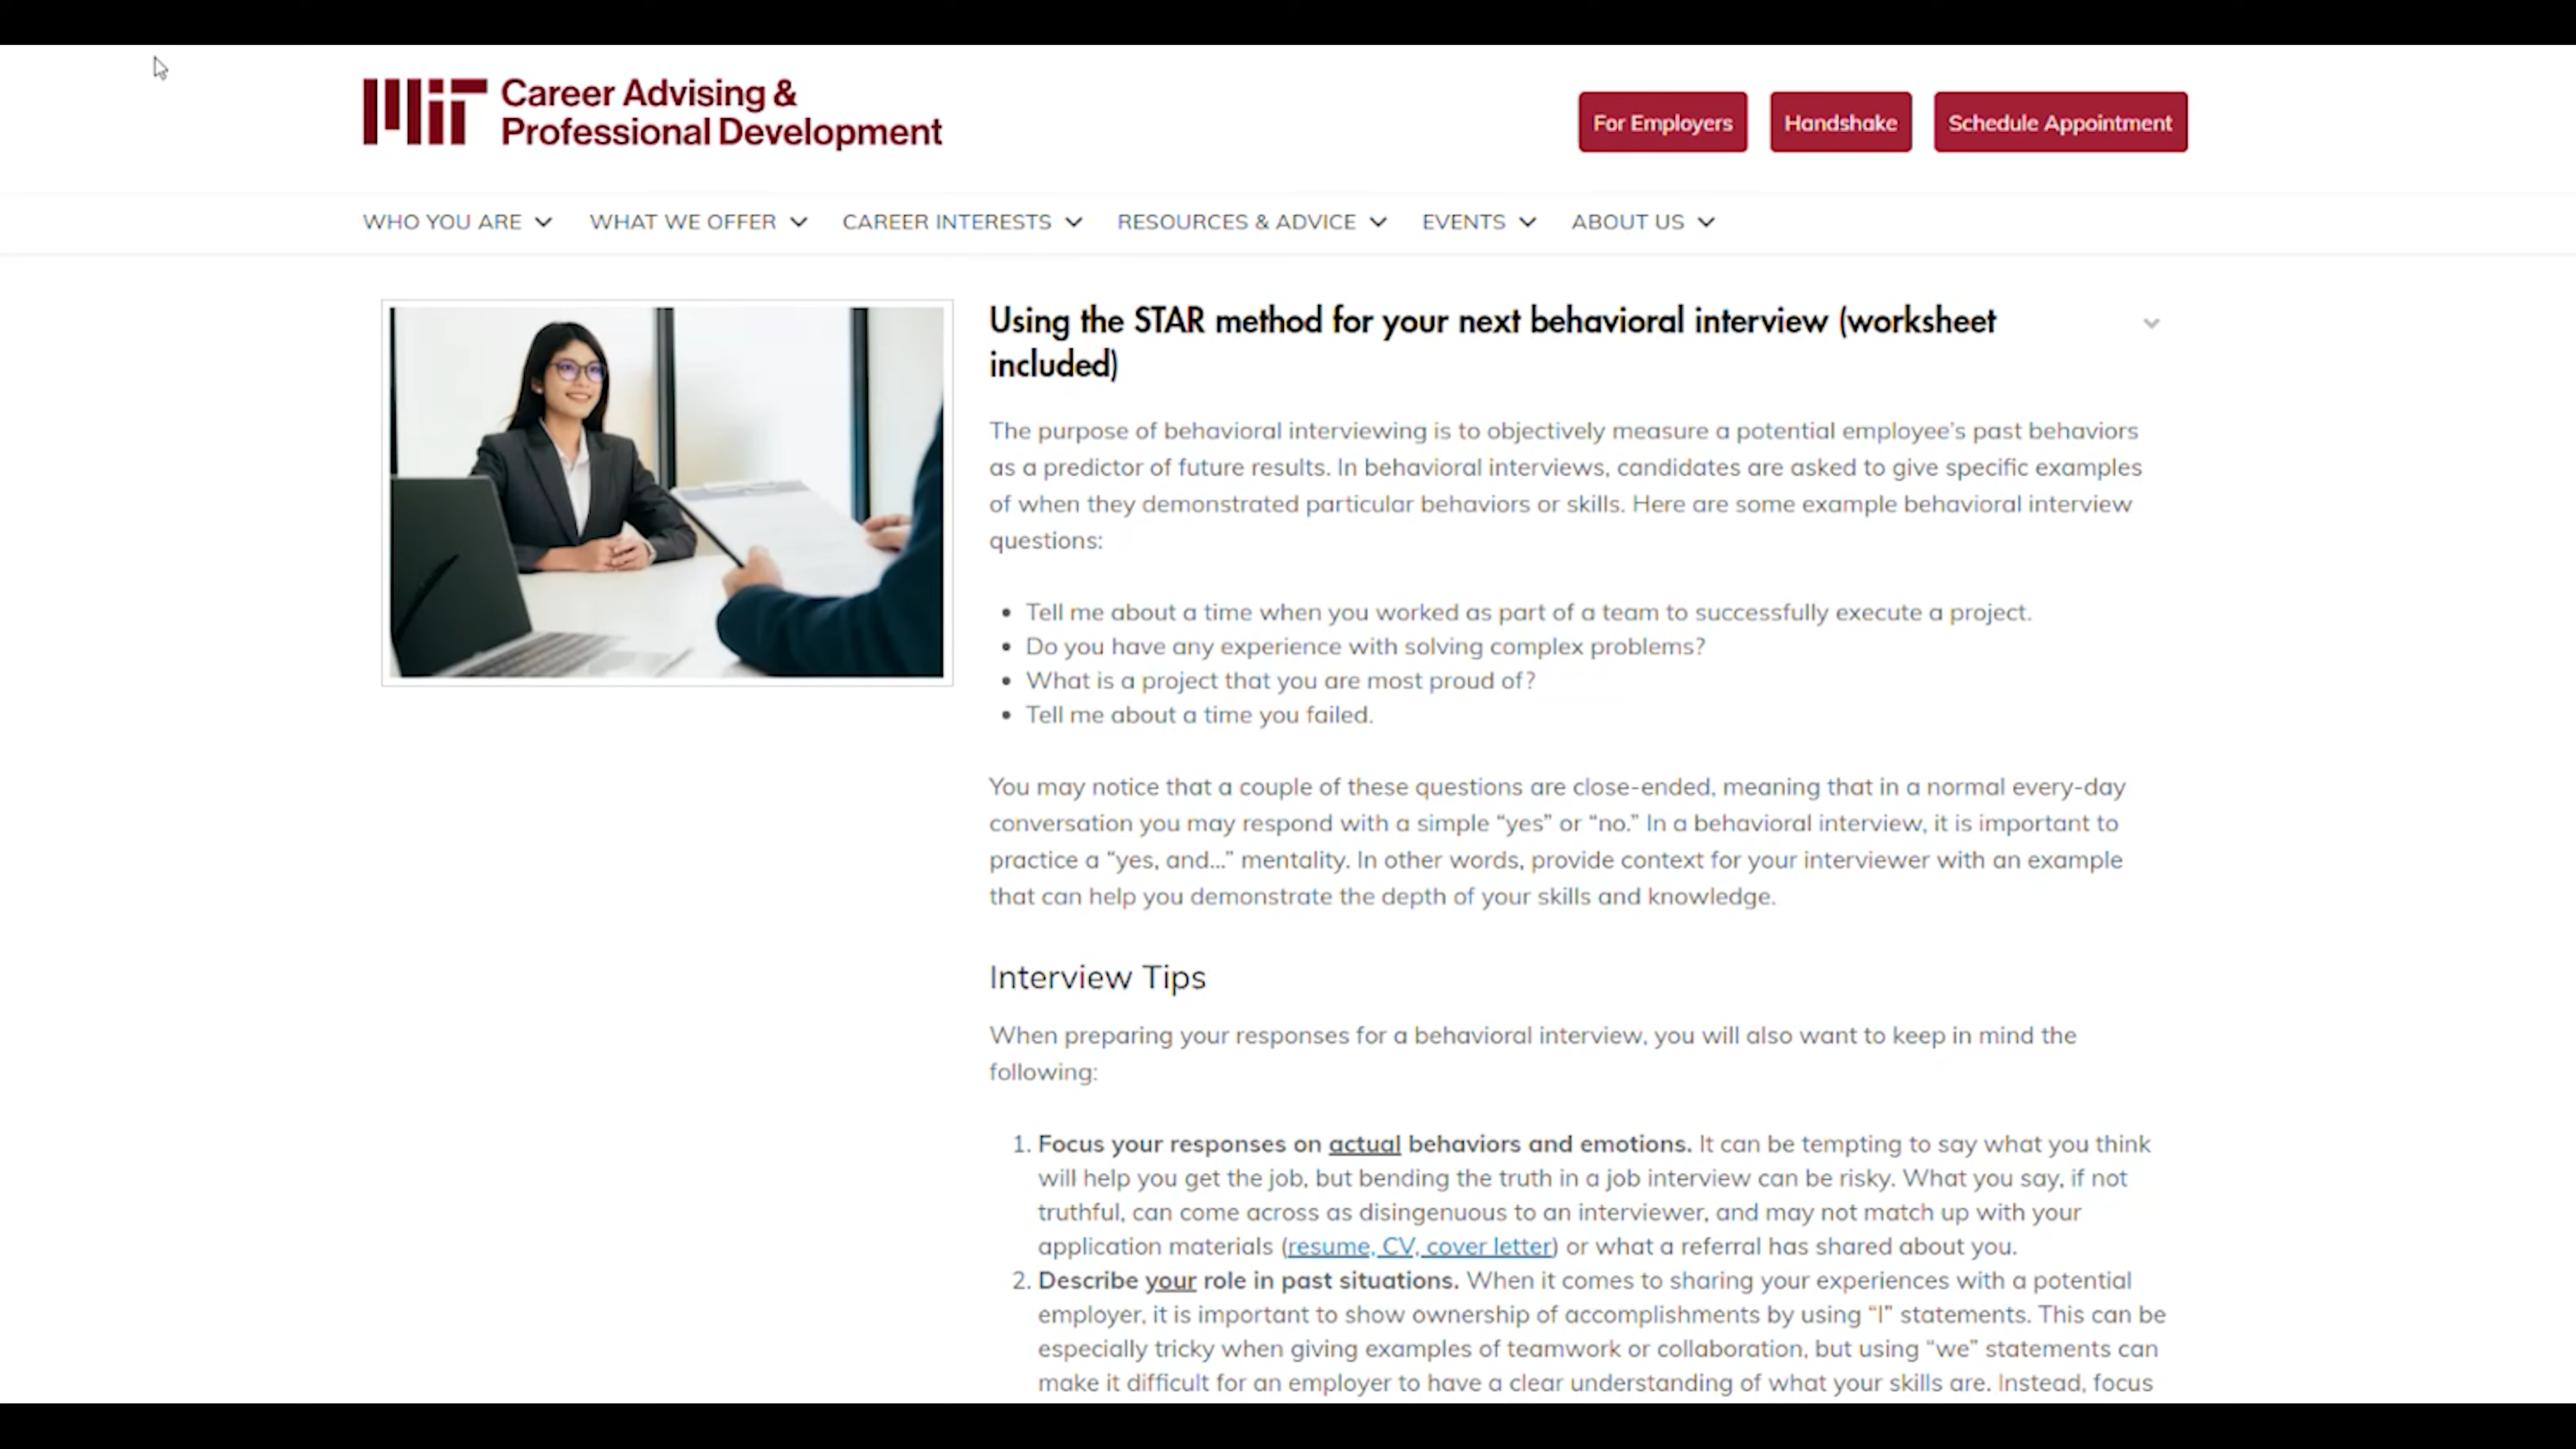 MIT Career Advising &
Professional Development
For Employers
Handshake
Schedule Appointment
WHO YOU ARE
WHAT WE OFFER
CAREER INTERESTS
RESOURCES & ADVICE
EVENTS
ABOUT US
Using the STAR method for your next behavioral interview (worksheet
included)
The purpose of behavioral interviewing is to objectively measure a potential employee's past behaviors
as a predictor of future results. In behavioral interviews, candidates are asked to give specific examples
of when they demonstrated particular behaviors or skills. Here are some example behavioral interview
questions:
• Tell me about a time when you worked as part of a team to successfully execute a project.
• Do you have any experience with solving complex problems?
• What is a project that you are most proud of?
• Tell me about a time you failed.
You may notice that a couple of these questions are close-ended, meaning that in a normal every-day
conversation you may respond with a simple “yes” or “no.” In a behavioral interview, it is important to
practice a “yes, and...” mentality. In other words, provide context for your interviewer with an example
that can help you demonstrate the depth of your skills and knowledge.
Interview Tips
When preparing your responses for a behavioral interview, you will also want to keep in mind the
following:
1. Focus your responses on actual behaviors and emotions. It can be tempting to say what you think
will help you get the job, but bending the truth in a job interview can be risky. What you say, if not
truthful, can come across as disingenuous to an interviewer, and may not match up with your
application materials (resume, CV, cover letter) or what a referral has shared about you.
2. Describe your role in past situations. When it comes to sharing your experiences with a potential
employer, it is important to show ownership of accomplishments by using “I” statements. This can be
especially tricky when giving examples of teamwork or collaboration, but using “we” statements can
make it difficult for an employer to have a clear understanding of what your skills are. Instead, focus